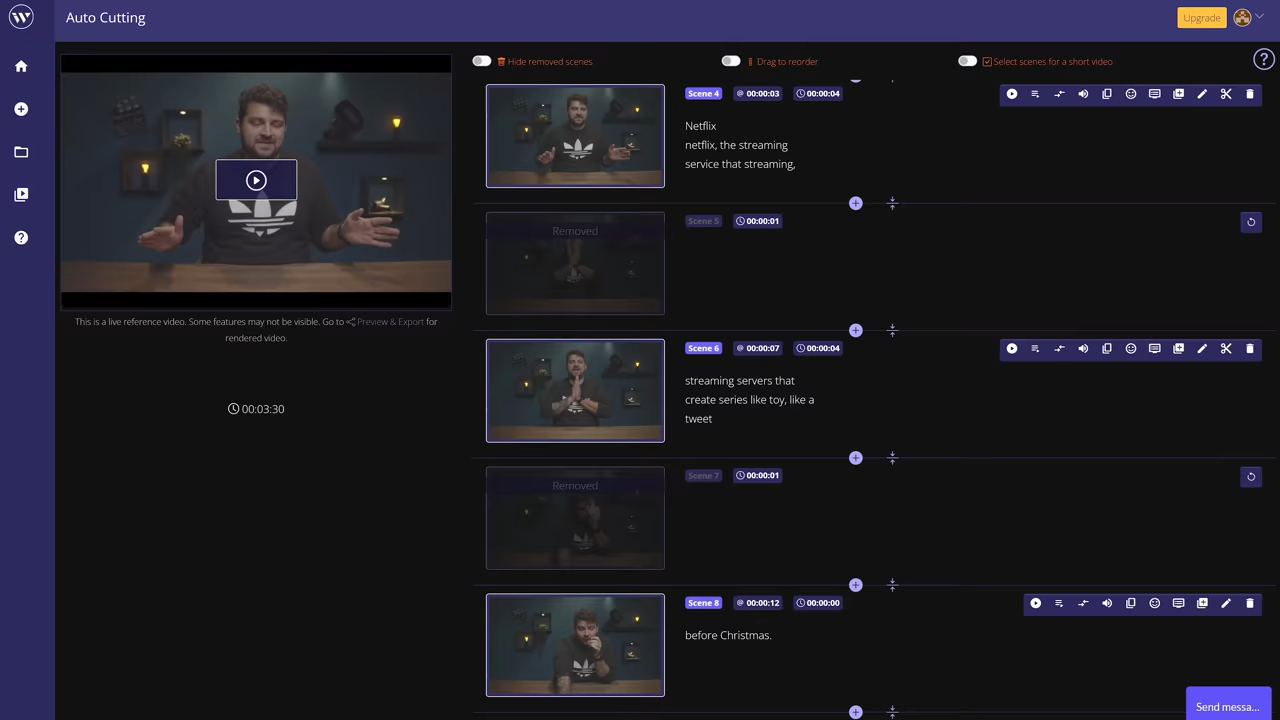 Auto Cutting
Upgrade
Hide removed scenes
Drag to reorder
Select scenes for a short video
Scene 4 @ 00:00:03 00:00:04
Netflix
netflix, the streaming
service that streaming,
Removed
Scene 5 00:00:01
This is a live reference video. Some features may not be visible. Go to Preview & Export for
rendered video.
00:03:30
Scene 6 @ 00:00:07 00:00:04
streaming servers that
create series like toy, like a
tweet
Removed
Scene 7 00:00:01
Scene 8 @ 00:00:12 00:00:00
before Christmas.
Send messa...